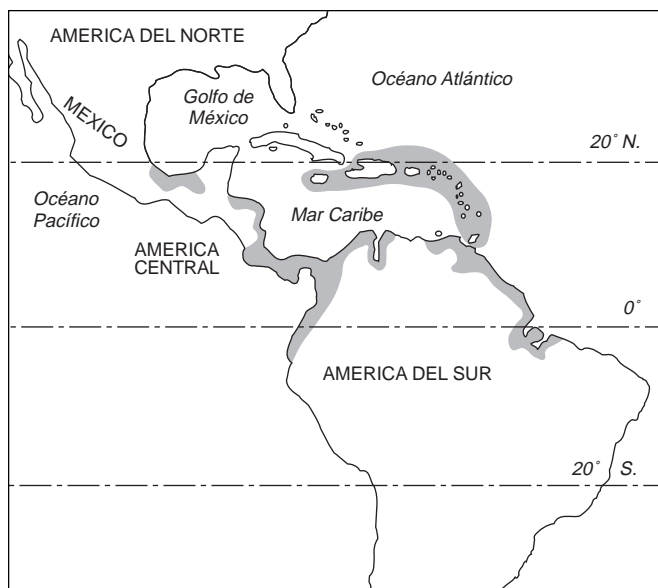 AMERICA DEL NORTE
Océano Atlántico
Golfo de
México
MEXICO
20° N.
Océano
Pacífico
Mar Caribe
AMERICA
CENTRAL
0°
AMERICA DEL SUR
20° S.